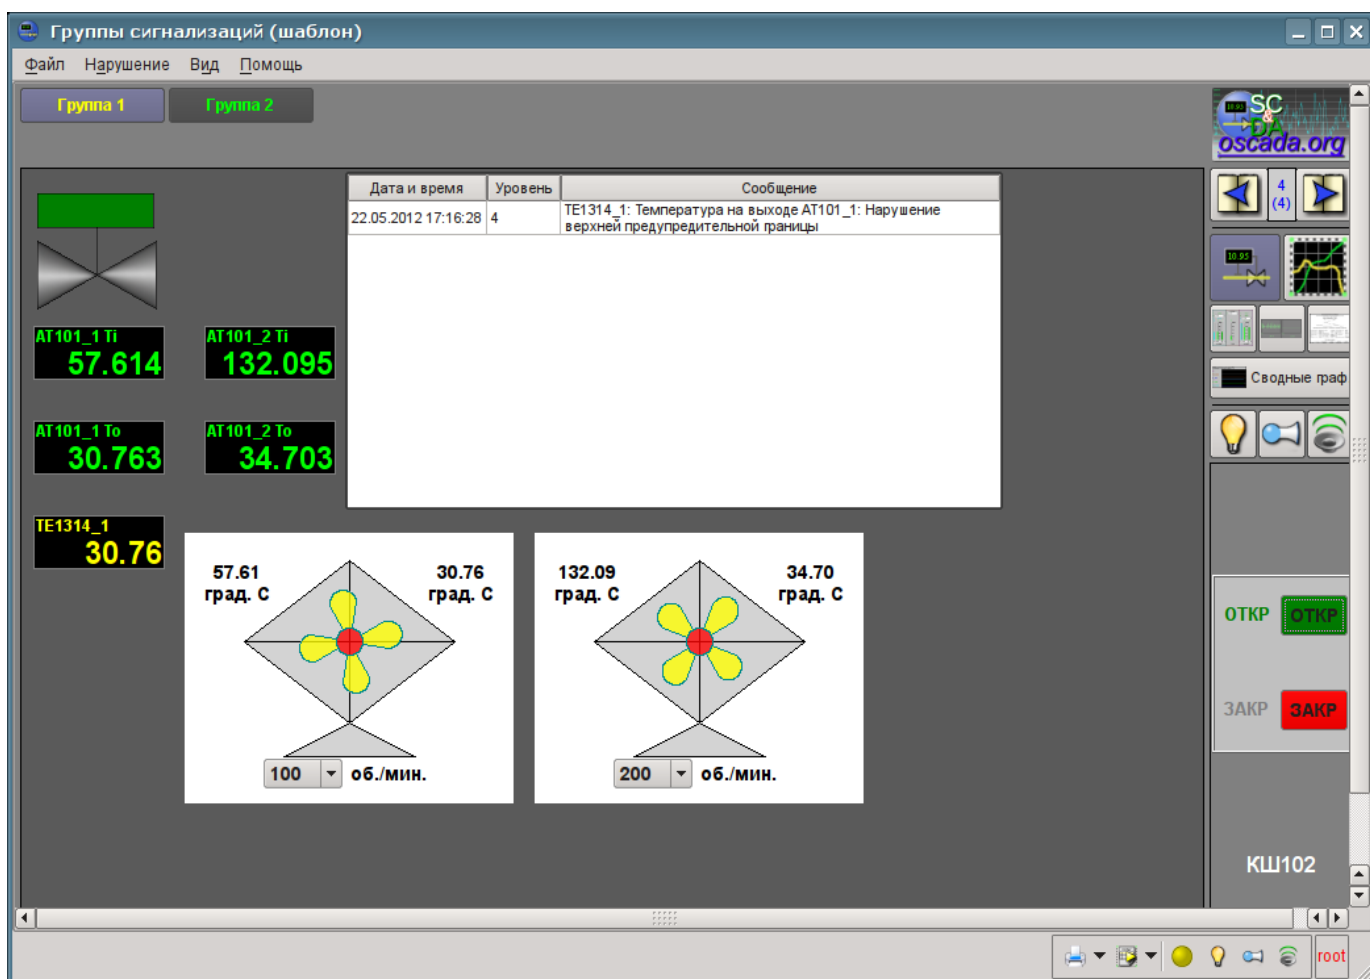 Группы сигнализаций (шаблон)
Файл Нарушение Вид Помощь
Группа 1 Группа 2
SC
&
DA
oscada.org
Дата и время Уровень Сообщение
22.05.2012 17:16:28 4 TE1314_1: Температура на выходе AT101_1: Нарушение
верхней предупредительной границы
4
(4)
10.95
AT101_1 Ti
57.614
AT101_2 Ti
132.095
Сводные граф
AT101_1 To
30.763
AT101_2 To
34.703
TE1314_1
30.76
57.61
град. С
30.76
град. С
132.09
град. С
34.70
град. С
100 об./мин.
200 об./мин.
ОТКР ОТКР
ЗАКР ЗАКР
КШ102
root